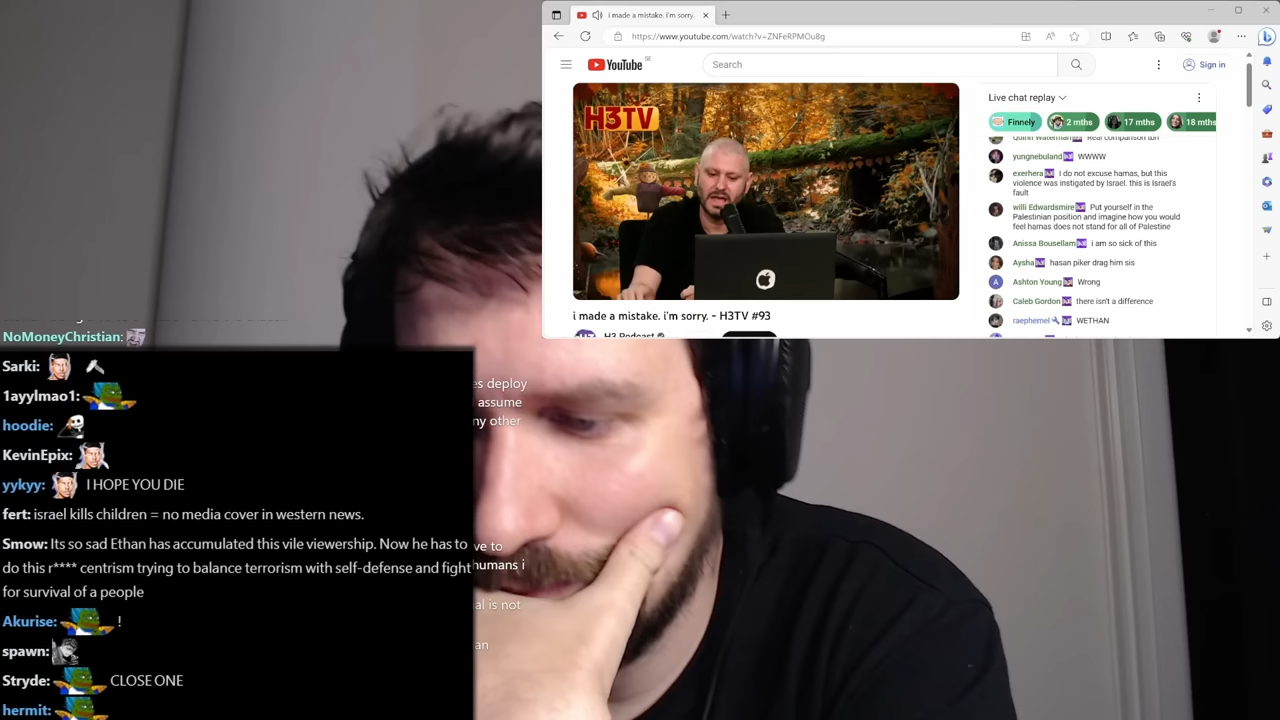 i made a mistake. i'm sorry.
https://www.youtube.com/watch?v=ZNFeRPMOu8g
YouTube SE
Search
Sign in
H3TV
i made a mistake. i'm sorry. - H3TV #93
H3 Podcast
Live chat replay
Finnely
2 mths
17 mths
18 mths
Quinn Waterman
yungnebuland WWWW
exerhera I do not excuse hamas, but this
violence was instigated by Israel. this is Israel's
fault
willi Edwardsmire Put yourself in the
Palestinian position and imagine how you would
feel hamas does not stand for all of Palestine
Anissa Bousellam i am so sick of this
Aysha hasan piker drag him sis
A
Ashton Young Wrong
Caleb Gordon there isn't a difference
raephemel WETHAN
NoMoneyChristian:
Sarki:
1ayylmao1:
hoodie:
KevinEpix:
yykyy: I HOPE YOU DIE
fert: israel kills children = no media cover in western news.
Smow: Its so sad Ethan has accumulated this vile viewership. Now he has to
do this r**** centrism trying to balance terrorism with self-defense and fight
for survival of a people
Akurise: !
spawn:
Stryde: CLOSE ONE
hermit:
es deploy
assume
ny other
ve to
humans i
al is not
an